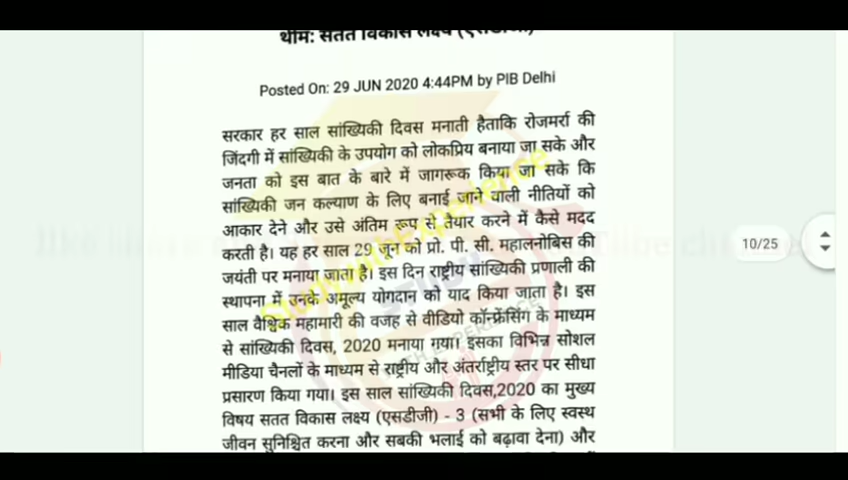 थीम: सतत विकास लक्ष्य (एसडीजी)
Posted On: 29 JUN 2020 4:44PM by PIB Delhi
सरकार हर साल सांख्यिकी दिवस मनाती हैताकि रोजमर्रा की
जिंदगी में सांख्यिकी के उपयोग को लोकप्रिय बनाया जा सके और
जनता को इस बात के बारे में जागरूक किया जा सके कि
सांख्यिकी जन कल्याण के लिए बनाई जाने वाली नीतियों को
आकार देने और उसे अंतिम रूप से तैयार करने में कैसे मदद
करती है। यह हर साल 29 जून को प्रो. पी. सी. महालनोबिस की
10/25
जयंती पर मनाया जाता है। इस दिन राष्ट्रीय सांख्यिकी प्रणाली की
स्थापना में उनके अमूल्य योगदान को याद किया जाता है। इस
साल वैश्विक महामारी की वजह से वीडियो कॉन्फ्रेंसिंग के माध्यम
से सांख्यिकी दिवस, 2020 मनाया गया। इसका विभिन्न सोशल
मीडिया चैनलों के माध्यम से राष्ट्रीय और अंतर्राष्ट्रीय स्तर पर सीधा
प्रसारण किया गया। इस साल सांख्यिकी दिवस,2020 का मुख्य
विषय सतत विकास लक्ष्य (एसडीजी) - 3 (सभी के लिए स्वस्थ
जीवन सुनिश्चित करना और सबकी भलाई को बढ़ावा देना) और